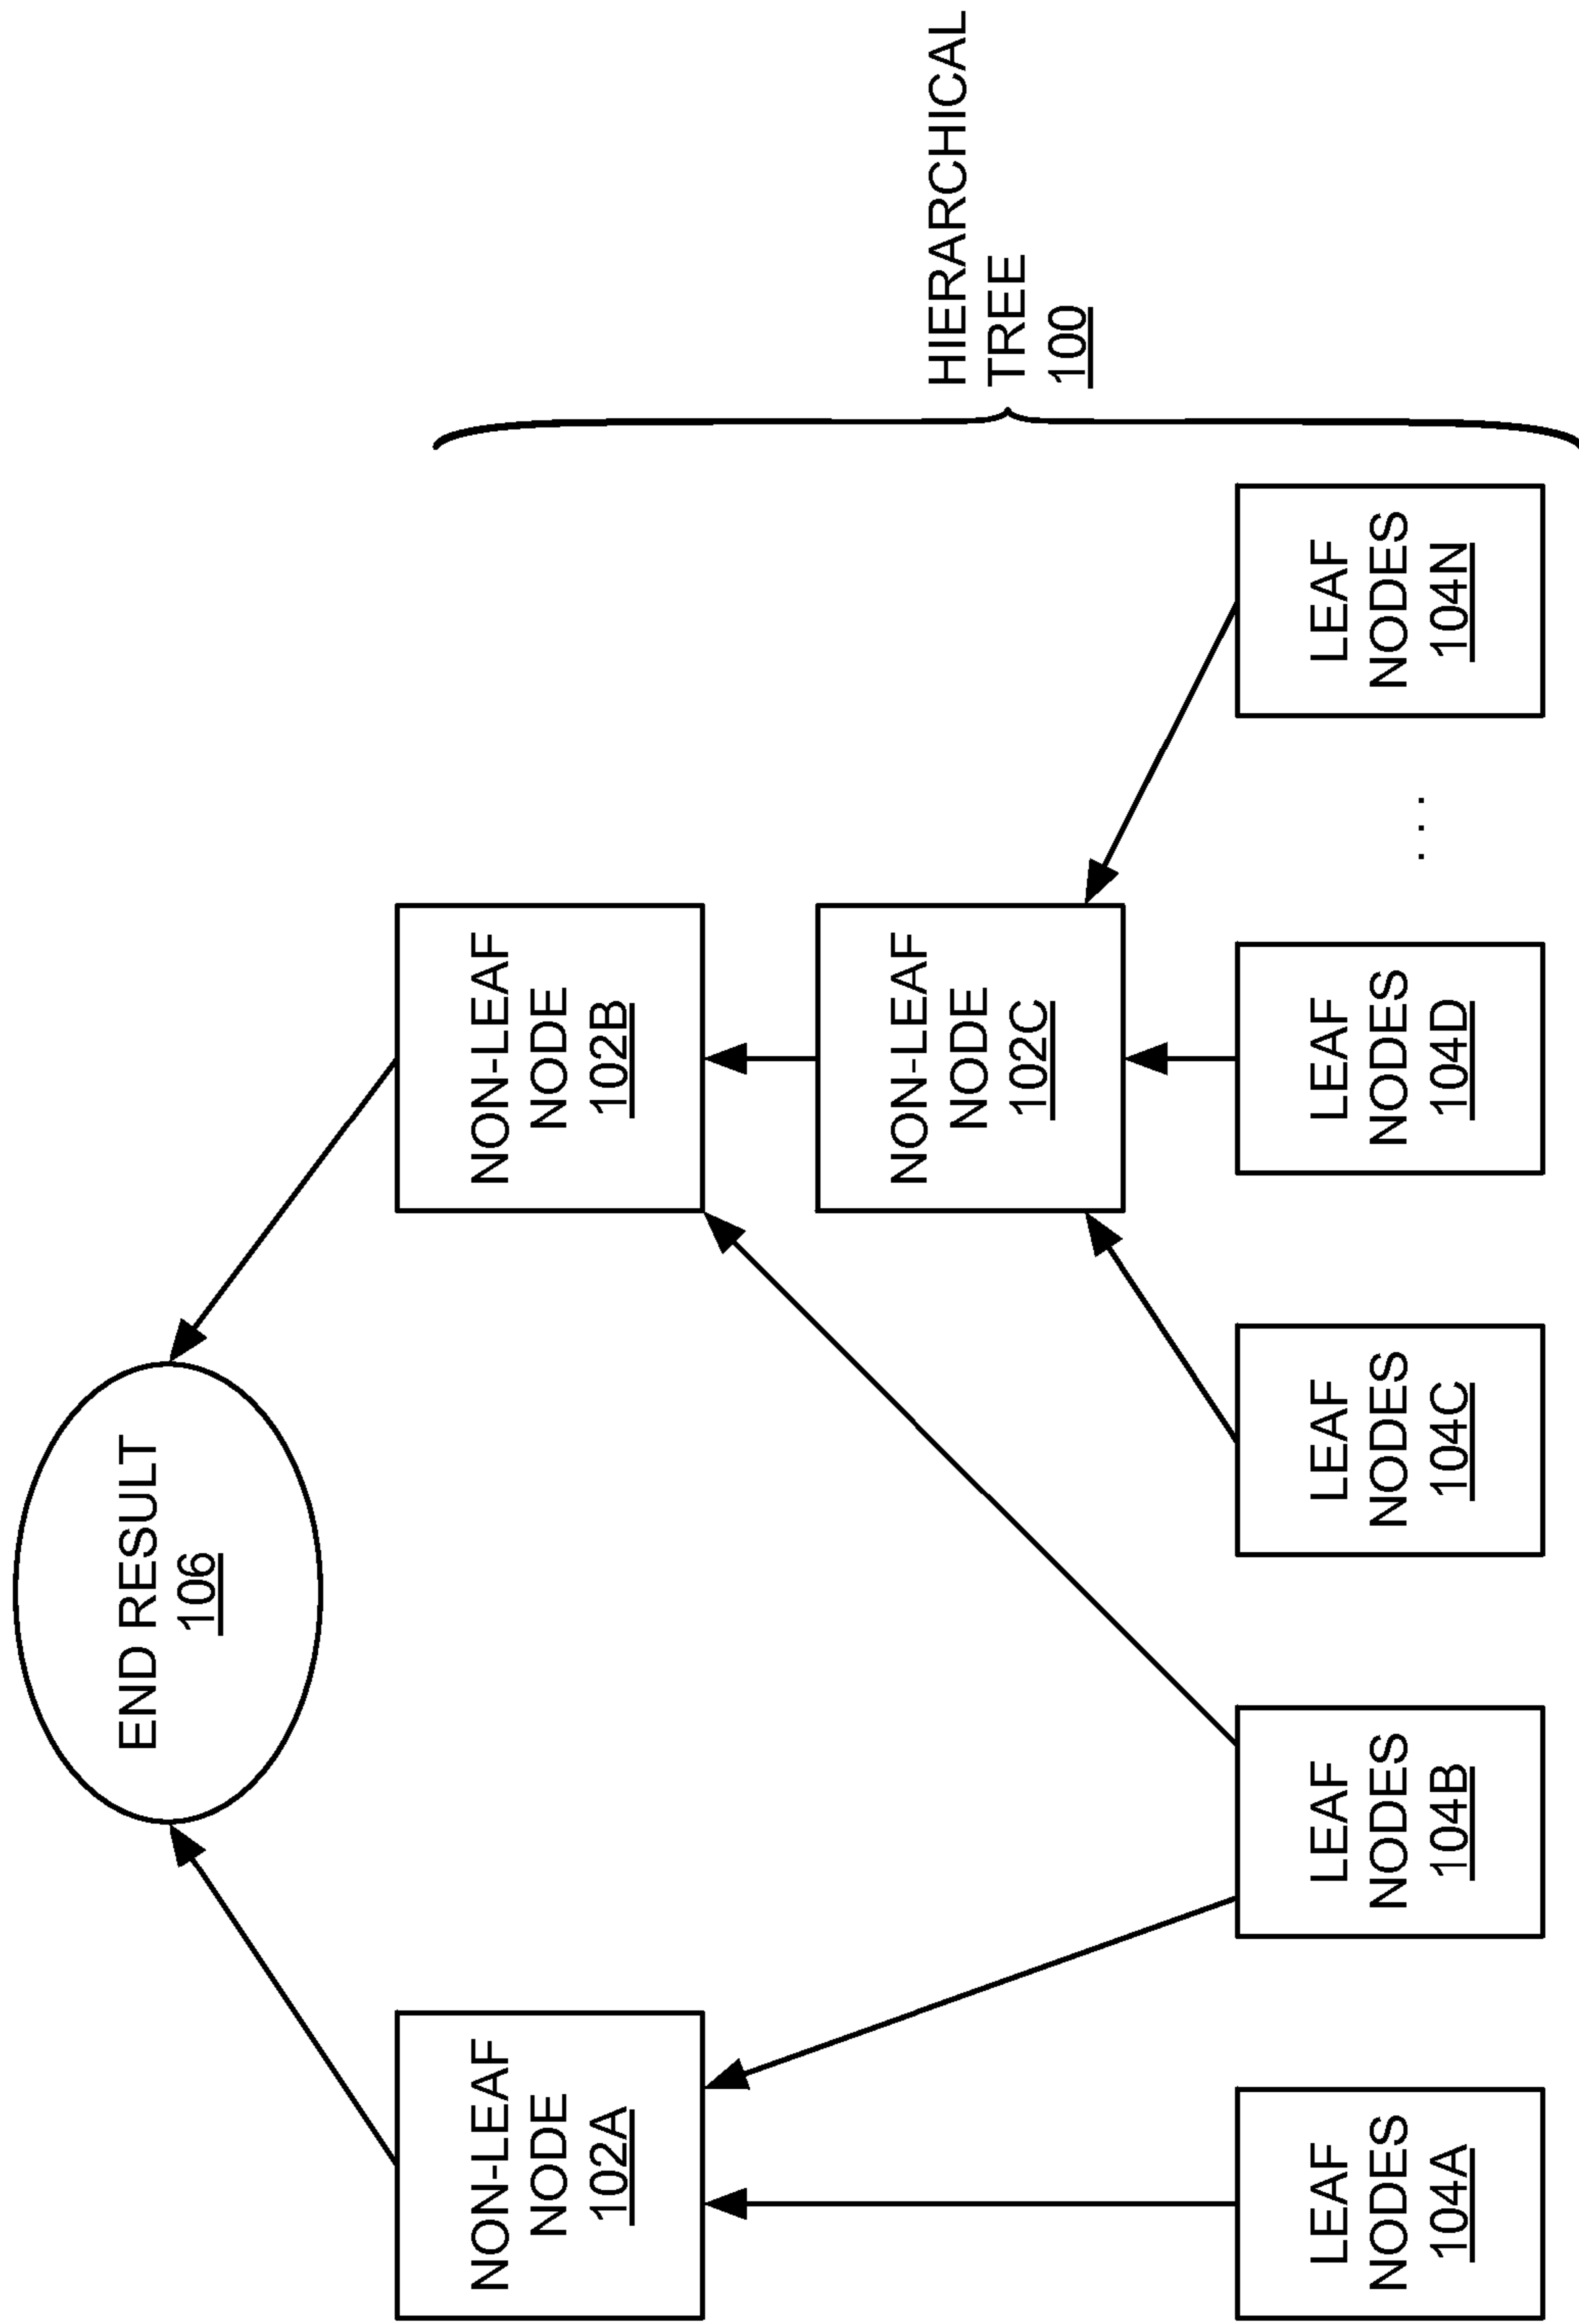 END RESULT
106
NON-LEAF
NODE
102A
NON-LEAF
NODE
102B
HIERARCHICAL
TREE
100
NON-LEAF
NODE
102C
LEAF
NODES
104A
LEAF
NODES
104B
LEAF
NODES
104C
LEAF
NODES
104D
. . .
LEAF
NODES
104N